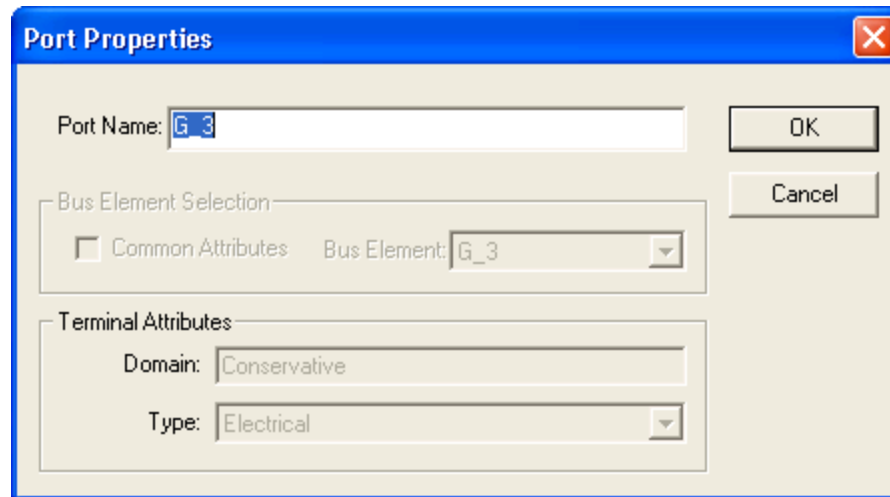 Port Properties
Port Name: G_3
OK
Cancel
Bus Element Selection
Common Attributes Bus Element: G_3
Terminal Attributes
Domain: Conservative
Type: Electrical